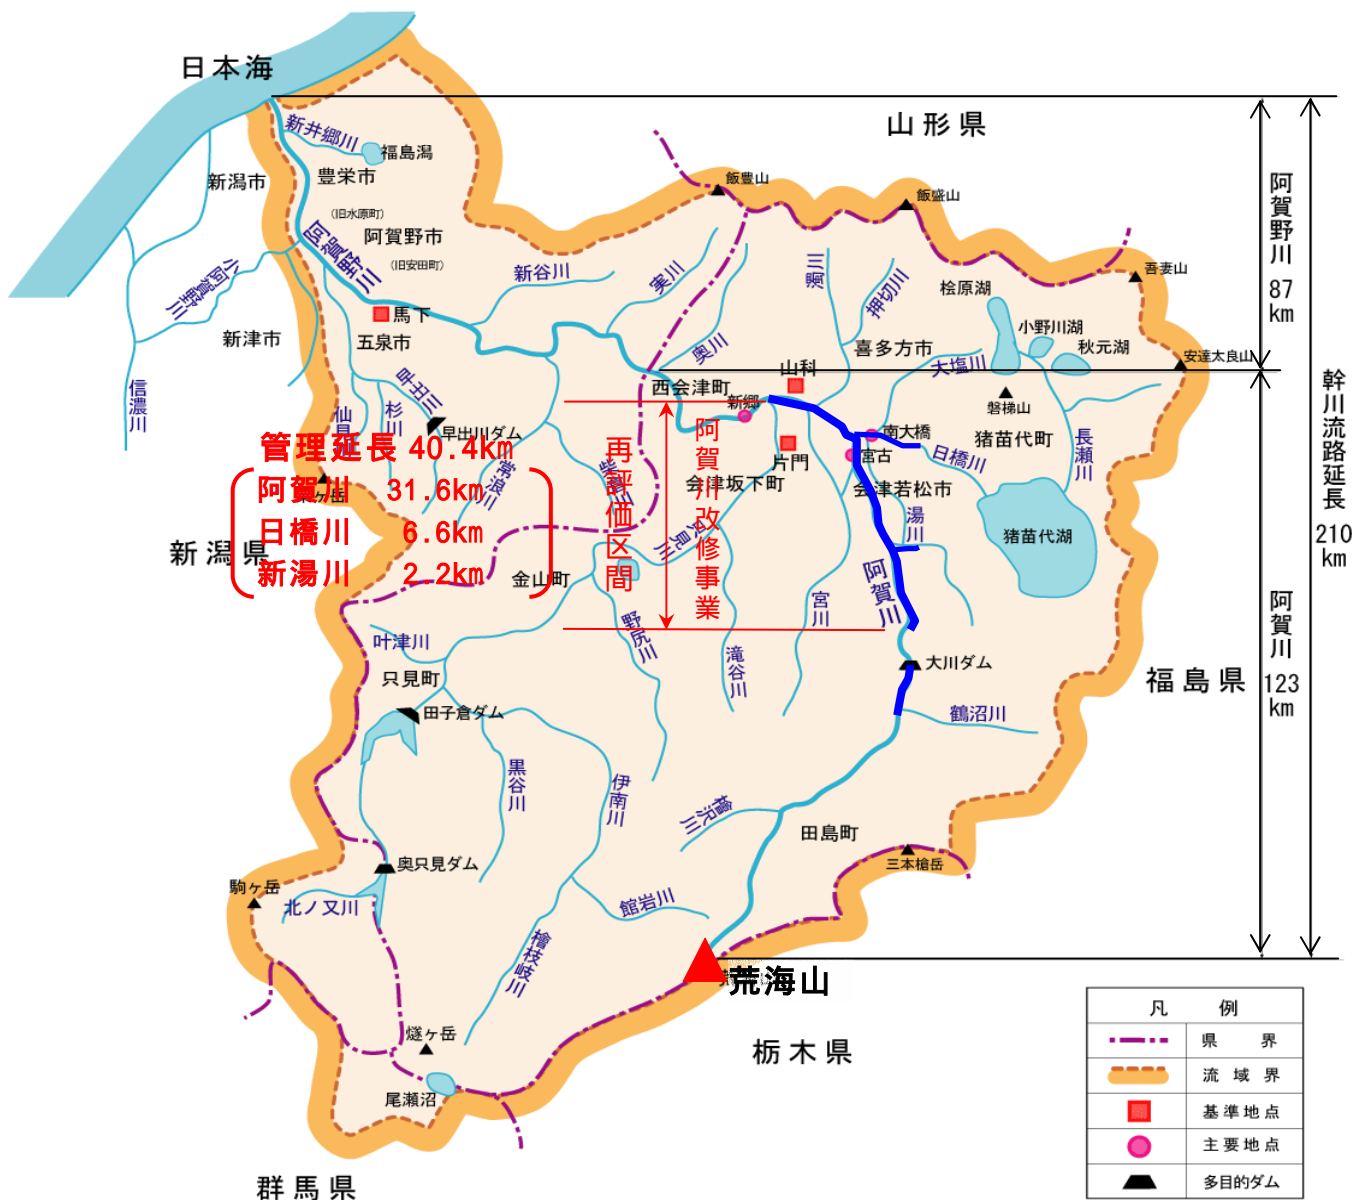 日本海
山形県
新井郷川
福島潟
新潟市
豊栄市
(旧水原町)
阿賀野市
(旧安田町)
阿賀野川
小阿賀野川
新谷川
実川
飯豊山
飯盛山
濁川
押切川
吾妻山
桧原湖
小野川湖
秋元湖
安達太良山
阿賀野川
87
km
新津市
馬下
五泉市
早出川
杉川
信濃川
早出川ダム
奥川
喜多方市
大塩川
山科
西会津町
新郷
磐梯山
南大橋
猪苗代町
日橋川
長瀬川
宮古
片門
会津坂下町
会津若松市
湯川
猪苗代湖
幹川流路延長
210
km
管理延長 40.4km
阿賀川 31.6km
日橋川 6.6km
新湯川 2.2km
常浪川
再評価区間
阿賀川改修事業
新潟県
金山町
阿賀川
宮川
野尻川
滝谷川
叶津川
只見町
大川ダム
福島県
阿賀川
123
km
田子倉ダム
鶴沼川
黒谷川
伊南川
檜沢川
田島町
三本槍岳
奥只見ダム
駒ヶ岳
北ノ又川
館岩川
檜枝岐川
荒海山
燧ヶ岳
尾瀬沼
栃木県
群馬県
凡 例
県 界
流 域 界
基準地点
主要地点
多目的ダム